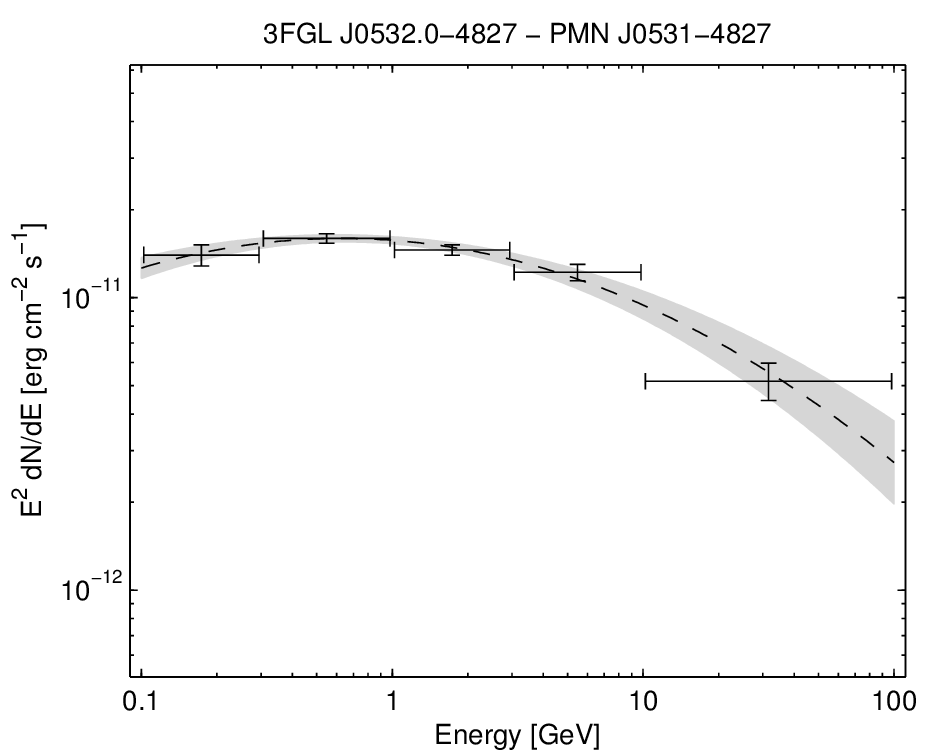 3FGL J0532.0−4827 − PMN J0531−4827
E² dN/dE [erg cm⁻² s⁻¹]
10⁻¹¹
10⁻¹²
0.1 1 10 100
Energy [GeV]